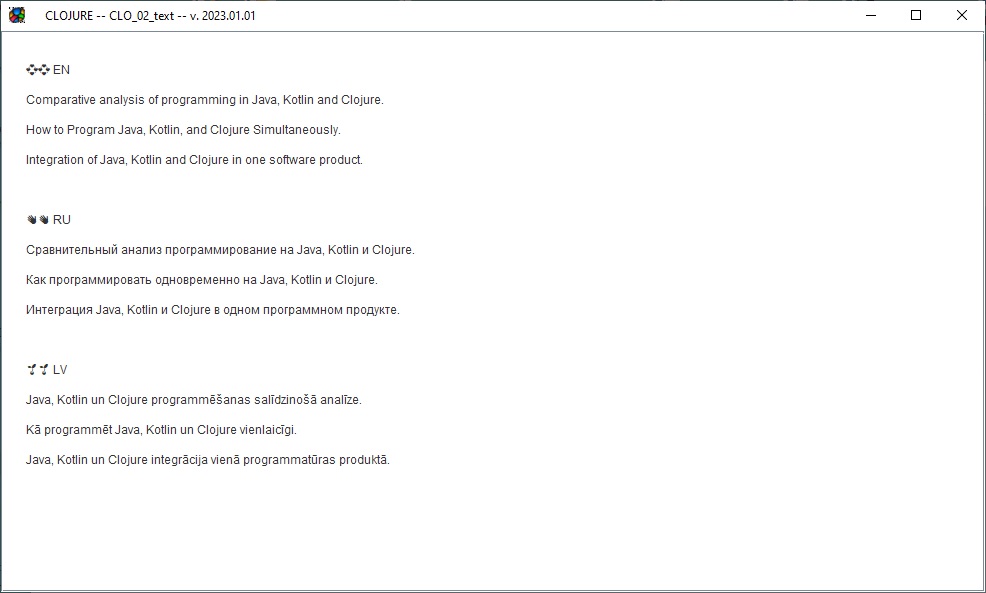 CLOJURE -- CLO_02_text -- v. 2023.01.01
EN
Comparative analysis of programming in Java, Kotlin and Clojure.
How to Program Java, Kotlin, and Clojure Simultaneously.
Integration of Java, Kotlin and Clojure in one software product.
👋👋 RU
Сравнительный анализ программирование на Java, Kotlin и Clojure.
Как программировать одновременно на Java, Kotlin и Clojure.
Интеграция Java, Kotlin и Clojure в одном программном продукте.
🌱🌱 LV
Java, Kotlin un Clojure programmēšanas salīdzinošā analīze.
Kā programmēt Java, Kotlin un Clojure vienlaicīgi.
Java, Kotlin un Clojure integrācija vienā programmatūras produktā.